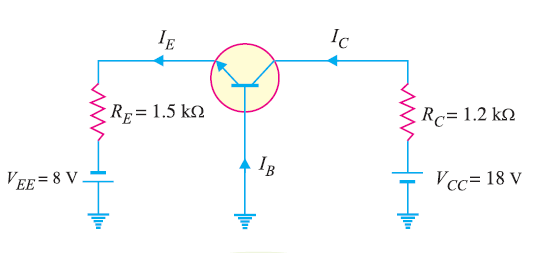 I_E
I_C
R_E = 1.5 kΩ
R_C = 1.2 kΩ
I_B
V_EE = 8 V
V_CC = 18 V